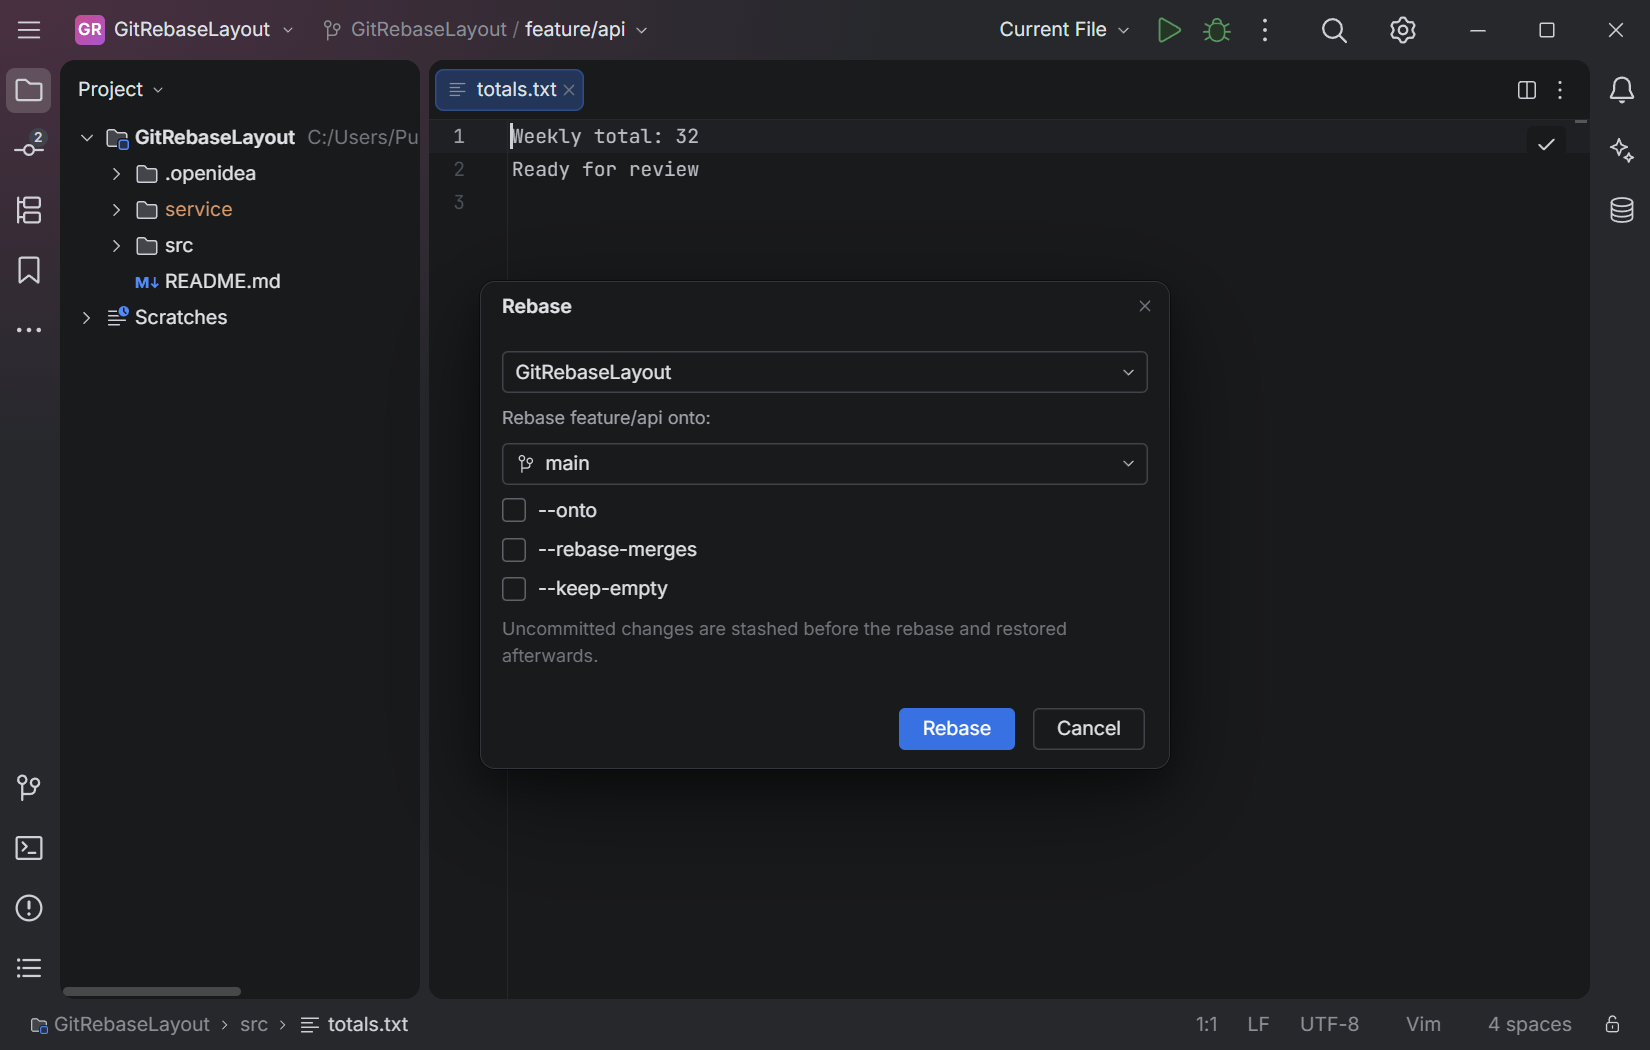 GR GitRebaseLayout GitRebaseLayout / feature/api Current File
Project
totals.txt
2
GitRebaseLayout C:/Users/Pu
.openidea
service
src
M↓ README.md
Scratches
1 Weekly total: 32
2 Ready for review
3
Rebase
GitRebaseLayout
Rebase feature/api onto:
main
--onto
--rebase-merges
--keep-empty
Uncommitted changes are stashed before the rebase and restored
afterwards.
Rebase Cancel
GitRebaseLayout › src › totals.txt 1:1 LF UTF-8 Vim 4 spaces